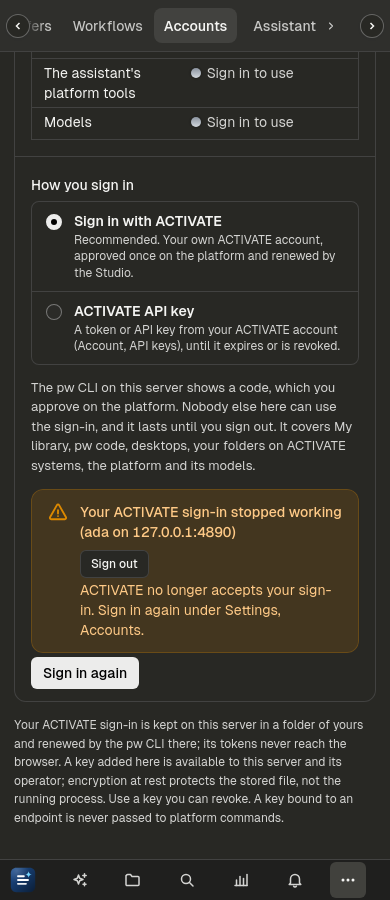 ers
Workflows
Accounts
Assistant
The assistant's
platform tools
Sign in to use
Models
Sign in to use
How you sign in
Sign in with ACTIVATE
Recommended. Your own ACTIVATE account,
approved once on the platform and renewed by
the Studio.
ACTIVATE API key
A token or API key from your ACTIVATE account
(Account, API keys), until it expires or is revoked.
The pw CLI on this server shows a code, which you
approve on the platform. Nobody else here can use
the sign-in, and it lasts until you sign out. It covers My
library, pw code, desktops, your folders on ACTIVATE
systems, the platform and its models.
Your ACTIVATE sign-in stopped working
(ada on 127.0.0.1:4890)
Sign out
ACTIVATE no longer accepts your sign-
in. Sign in again under Settings,
Accounts.
Sign in again
Your ACTIVATE sign-in is kept on this server in a folder of yours
and renewed by the pw CLI there; its tokens never reach the
browser. A key added here is available to this server and its
operator; encryption at rest protects the stored file, not the
running process. Use a key you can revoke. A key bound to an
endpoint is never passed to platform commands.